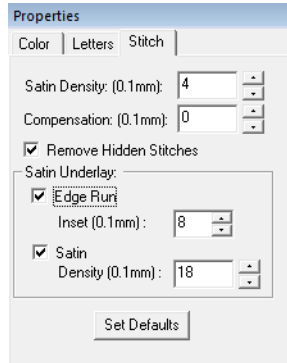 Properties
Color Letters Stitch
Satin Density: (0.1mm): 4
Compensation: (0.1mm): 0
Remove Hidden Stitches
Satin Underlay:
Edge Run
Inset (0.1mm) : 8
Satin
Density (0.1mm) : 18
Set Defaults